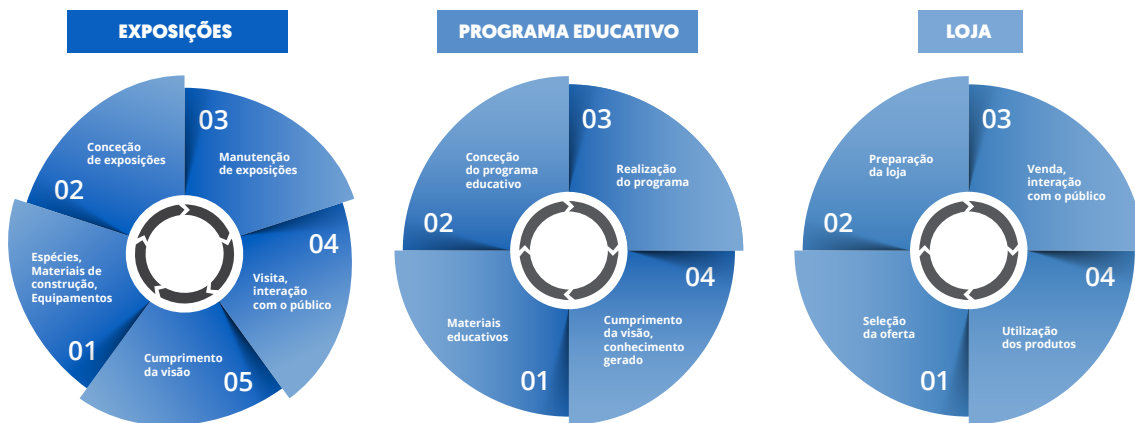 EXPOSIÇÕES
Espécies,
Materiais de
construção,
Equipamentos
01
Conceção
de exposições
02
03
Manutenção
de exposições
04
Visita,
interação
com o público
Cumprimento
da visão
05
PROGRAMA EDUCATIVO
Materiais
educativos
01
Conceção
do programa
educativo
02
03
Realização
do programa
04
Cumprimento
da visão,
conhecimento
gerado
LOJA
Seleção
da oferta
01
Preparação
da loja
02
03
Venda,
interação
com o público
04
Utilização
dos produtos